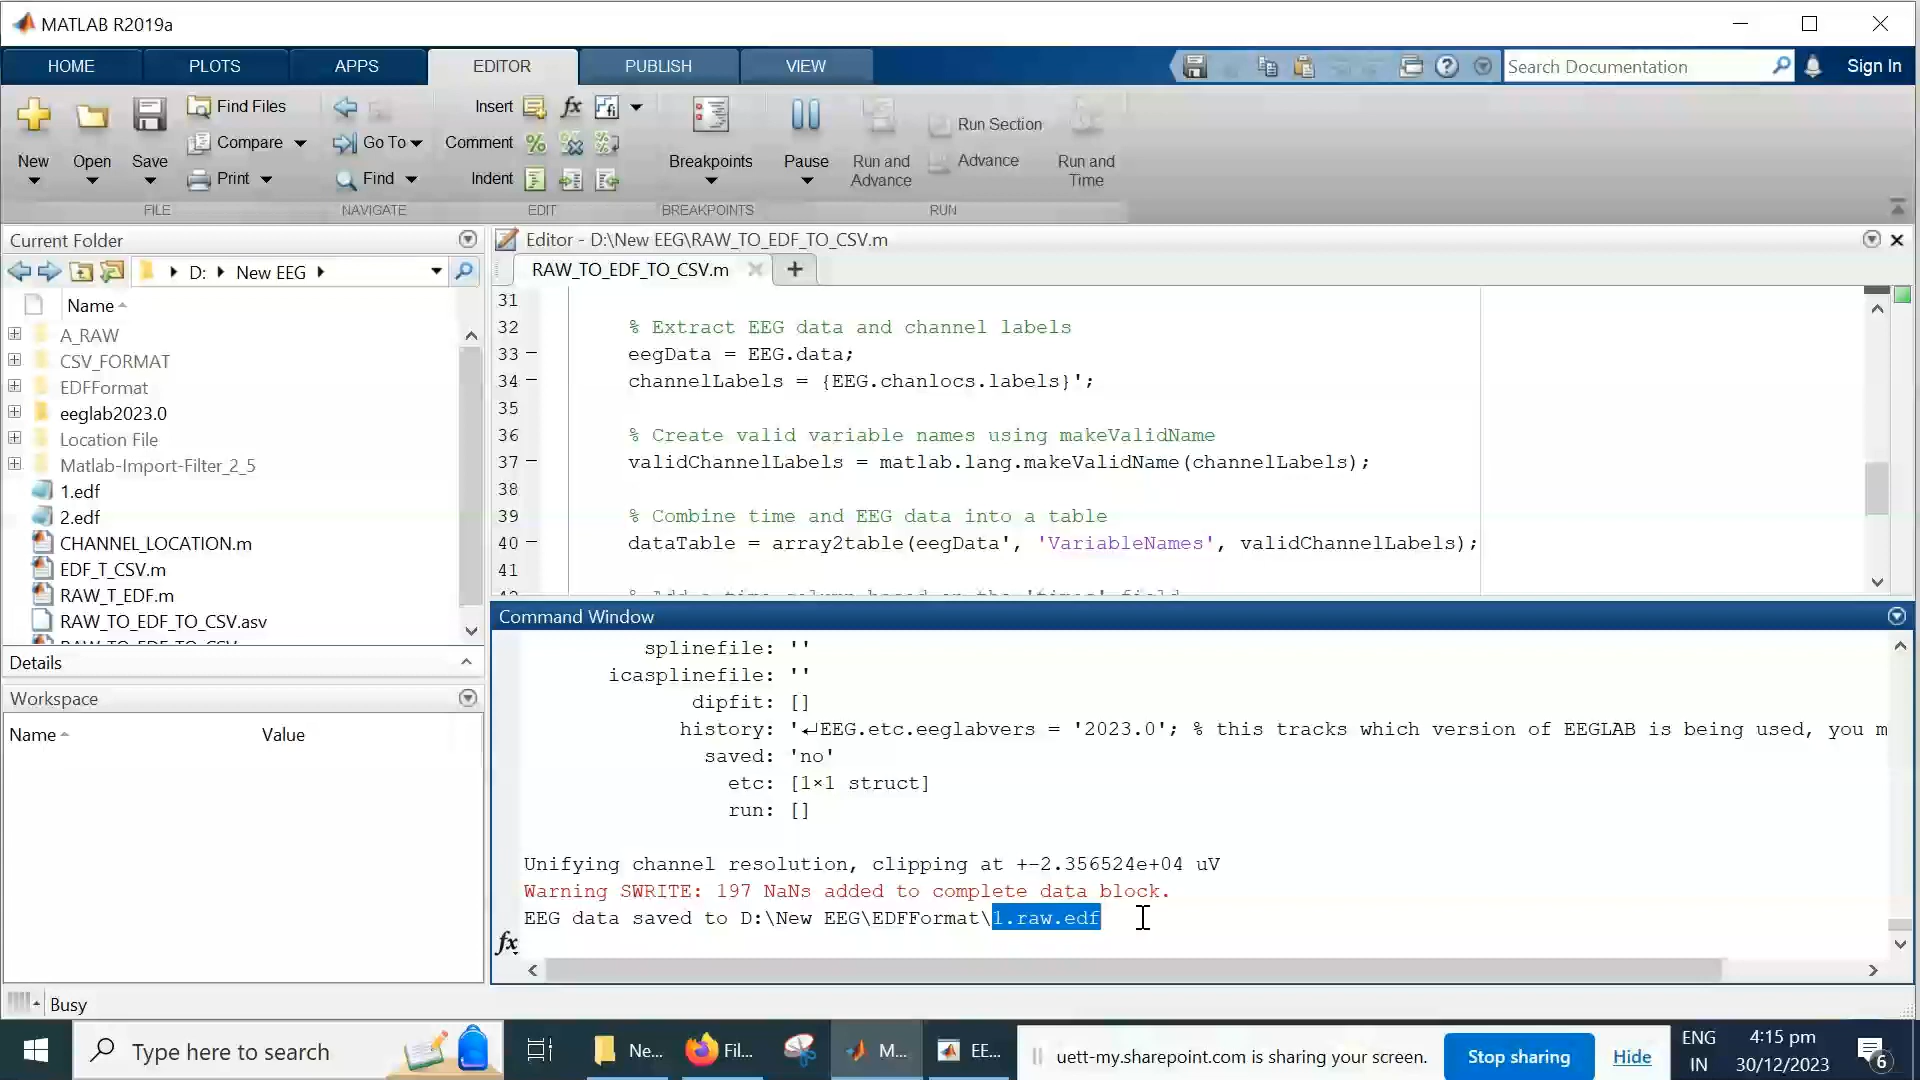 MATLAB R2019a
HOME PLOTS APPS EDITOR PUBLISH VIEW
Search Documentation
Sign In
New
Open
Save
Find Files
Compare
Print
FILE
Go To
Find
NAVIGATE
Insert
Comment
Indent
EDIT
Breakpoints
BREAKPOINTS
Pause
Run and
Advance
Run Section
Advance
Run and
Time
RUN
Current Folder
D: New EEG
Name
A_RAW
CSV_FORMAT
EDFFormat
eeglab2023.0
Location File
Matlab-Import-Filter_2_5
1.edf
2.edf
CHANNEL_LOCATION.m
EDF_T_CSV.m
RAW_T_EDF.m
RAW_TO_EDF_TO_CSV.asv
Details
Workspace
Name Value
Editor - D:\New EEG\RAW_TO_EDF_TO_CSV.m
RAW_TO_EDF_TO_CSV.m
31
32 % Extract EEG data and channel labels
33 eegData = EEG.data;
34 channelLabels = {EEG.chanlocs.labels}';
35
36 % Create valid variable names using makeValidName
37 validChannelLabels = matlab.lang.makeValidName(channelLabels);
38
39 % Combine time and EEG data into a table
40 dataTable = array2table(eegData', 'VariableNames', validChannelLabels);
41
Command Window
splinefile: ''
icasplinefile: ''
dipfit: []
history: '↵EEG.etc.eeglabvers = '2023.0'; % this tracks which version of EEGLAB is being used, you m
saved: 'no'
etc: [1×1 struct]
run: []
Unifying channel resolution, clipping at +-2.356524e+04 uV
Warning SWRITE: 197 NaNs added to complete data block.
EEG data saved to D:\New EEG\EDFFormat\1.raw.edf
fx
Busy
Type here to search
Ne...
Fil...
M...
EE...
uett-my.sharepoint.com is sharing your screen.
Stop sharing
Hide
ENG
IN
4:15 pm
30/12/2023
6